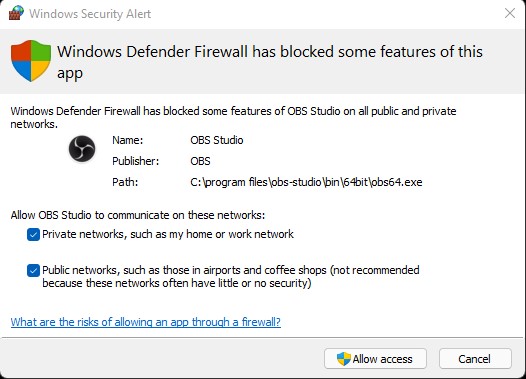 Windows Security Alert
Windows Defender Firewall has blocked some features of this
app
Windows Defender Firewall has blocked some features of OBS Studio on all public and private
networks.
Name: OBS Studio
Publisher: OBS
Path: C:\program files\obs-studio\bin\64bit\obs64.exe
Allow OBS Studio to communicate on these networks:
Private networks, such as my home or work network
Public networks, such as those in airports and coffee shops (not recommended
because these networks often have little or no security)
What are the risks of allowing an app through a firewall?
Allow access Cancel